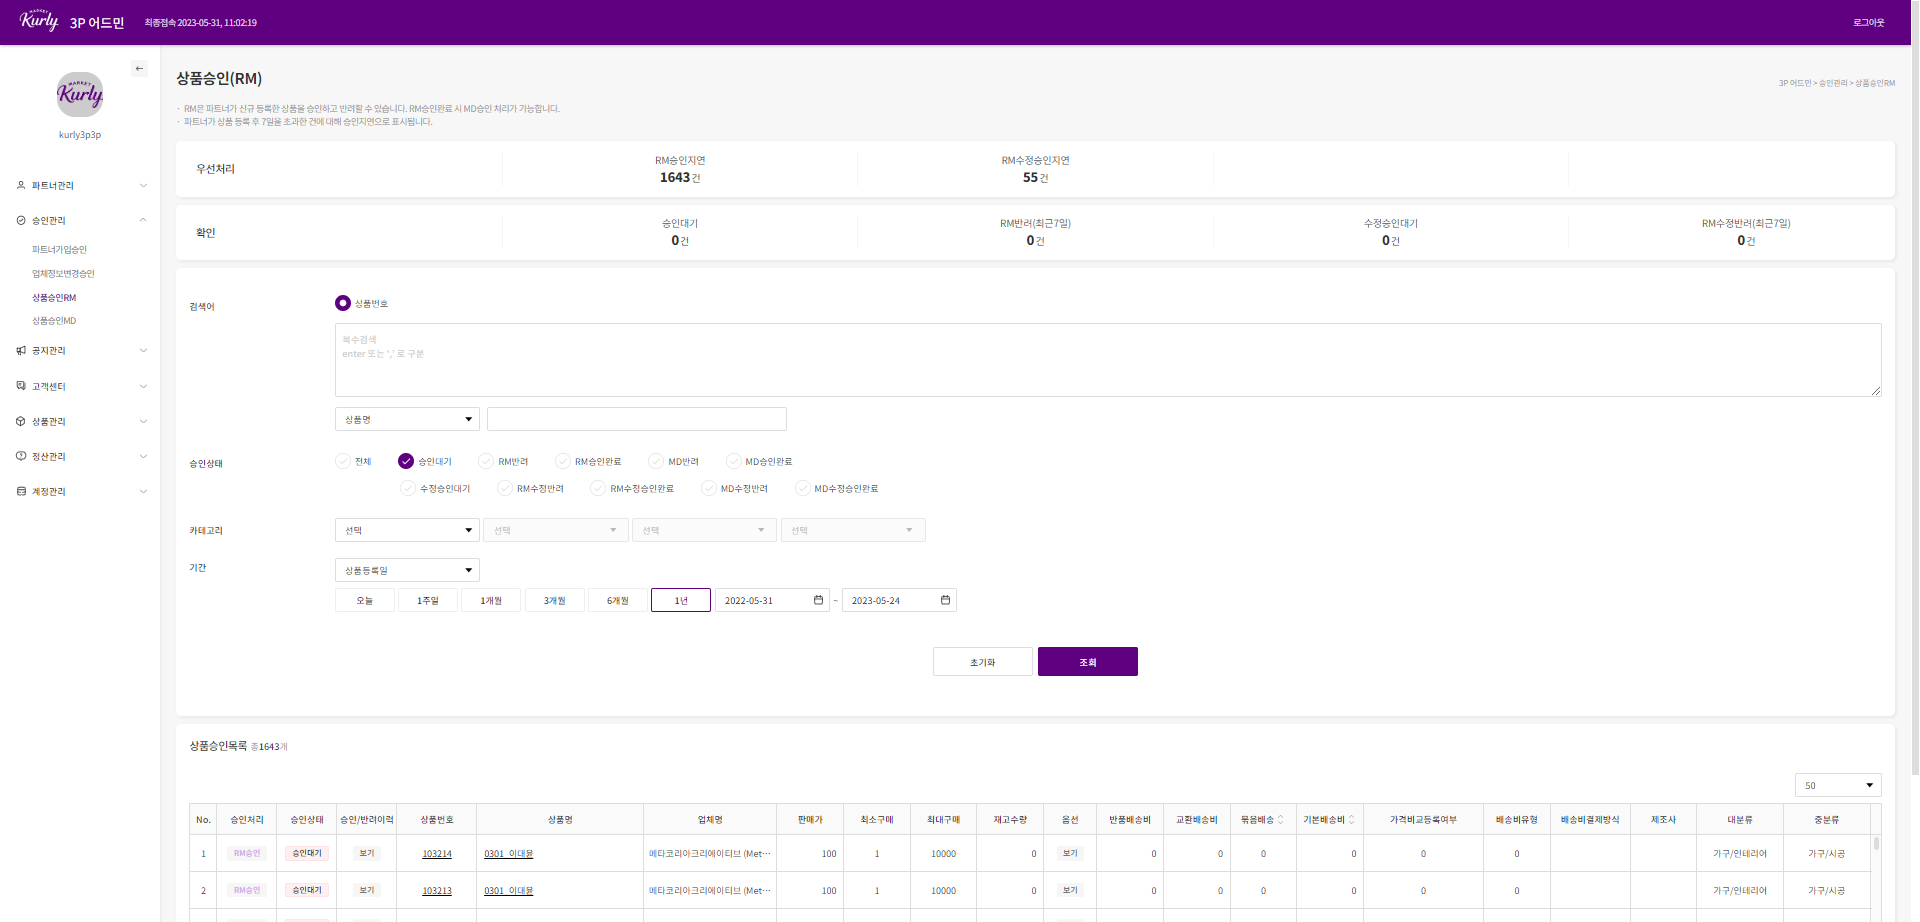 MARKET
Kurly
3P 어드민
최종접속 2023-05-31, 11:02:19
로그아웃
MARKET
Kurly
kurly3p3p
파트너관리
승인관리
파트너가입승인
업체정보변경승인
상품승인RM
상품승인MD
공지관리
고객센터
상품관리
정산관리
계정관리
상품승인(RM)
3P 어드민 > 승인관리 > 상품승인RM
· RM은 파트너가 신규 등록한 상품을 승인하고 반려할 수 있습니다. RM승인완료 시 MD승인 처리가 가능합니다.
· 파트너가 상품 등록 후 7일을 초과한 건에 대해 승인지연으로 표시됩니다.
우선처리
RM승인지연
1643 건
RM수정승인지연
55 건
확인
승인대기
0 건
RM반려(최근7일)
0 건
수정승인대기
0 건
RM수정반려(최근7일)
0 건
검색어
상품번호
복수검색
enter 또는 ',' 로 구분
상품명
승인상태
전체 승인대기 RM반려 RM승인완료 MD반려 MD승인완료
수정승인대기 RM수정반려 RM수정승인완료 MD수정반려 MD수정승인완료
카테고리
선택 선택 선택 선택
기간
상품등록일
오늘 1주일 1개월 3개월 6개월 1년 2022-05-31 ~ 2023-05-24
초기화 조회
상품승인목록 총1643개
50
No. 승인처리 승인상태 승인/반려이력 상품번호 상품명 업체명 판매가 최소구매 최대구매 재고수량 옵션 반품배송비 교환배송비 묶음배송 기본배송비 가격비교등록여부 배송비유형 배송비결제방식 제조사 대분류 중분류
1 RM승인 승인대기 보기 103214 0301_이대윤 메타코리아크리에이티브 (Met··· 100 1 10000 0 보기 0 0 0 0 0 0 가구/인테리어 가구/시공
2 RM승인 승인대기 보기 103213 0301_이대윤 메타코리아크리에이티브 (Met··· 100 1 10000 0 보기 0 0 0 0 0 0 가구/인테리어 가구/시공